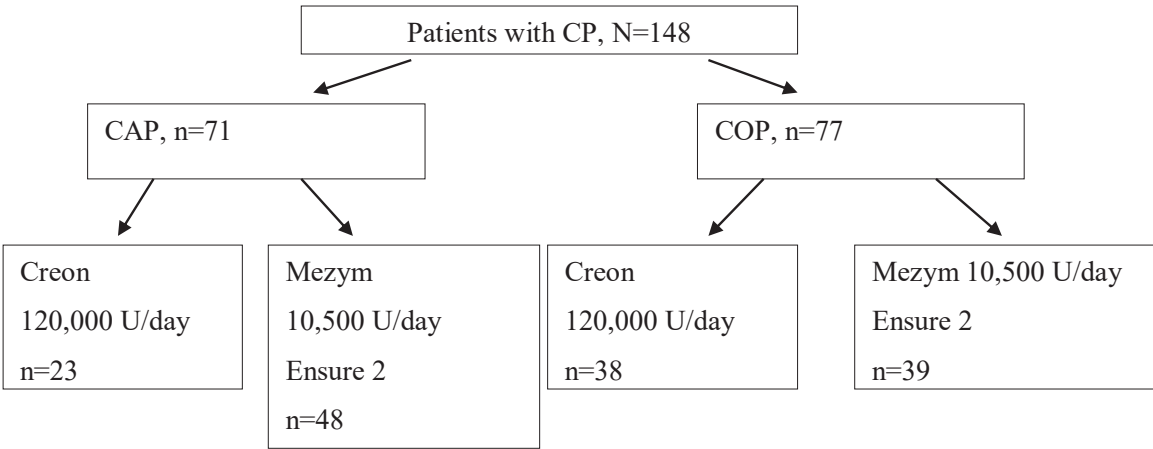 Patients with CP, N=148
CAP, n=71
COP, n=77
Creon
120,000 U/day
n=23
Mezym
10,500 U/day
Ensure 2
n=48
Creon
120,000 U/day
n=38
Mezym 10,500 U/day
Ensure 2
n=39